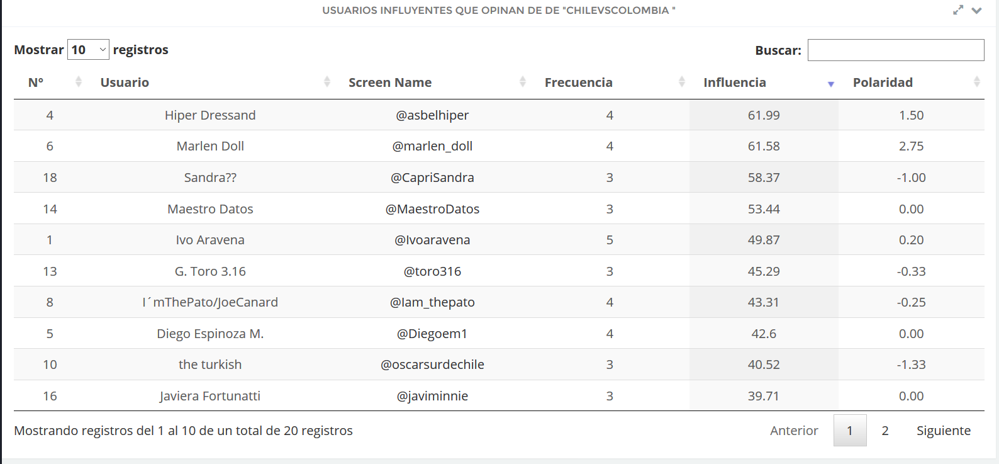 USUARIOS INFLUYENTES QUE OPINAN DE DE "CHILEVSCOLOMBIA "
Mostrar 10 registros Buscar:
Nº Usuario Screen Name Frecuencia Influencia Polaridad
4 Hiper Dressand @asbelhiper 4 61.99 1.50
6 Marlen Doll @marlen_doll 4 61.58 2.75
18 Sandra?? @CapriSandra 3 58.37 -1.00
14 Maestro Datos @MaestroDatos 3 53.44 0.00
1 Ivo Aravena @Ivoaravena 5 49.87 0.20
13 G. Toro 3.16 @toro316 3 45.29 -0.33
8 I´mThePato/JoeCanard @Iam_thepato 4 43.31 -0.25
5 Diego Espinoza M. @Diegoem1 4 42.6 0.00
10 the turkish @oscarsurdechile 3 40.52 -1.33
16 Javiera Fortunatti @javiminnie 3 39.71 0.00
Mostrando registros del 1 al 10 de un total de 20 registros Anterior 1 2 Siguiente